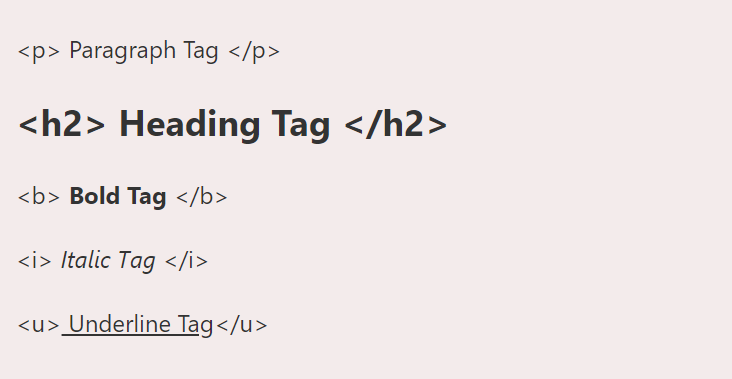 <p> Paragraph Tag </p>
<h2> Heading Tag </h2>
<b> Bold Tag </b>
<i> Italic Tag </i>
<u> Underline Tag</u>